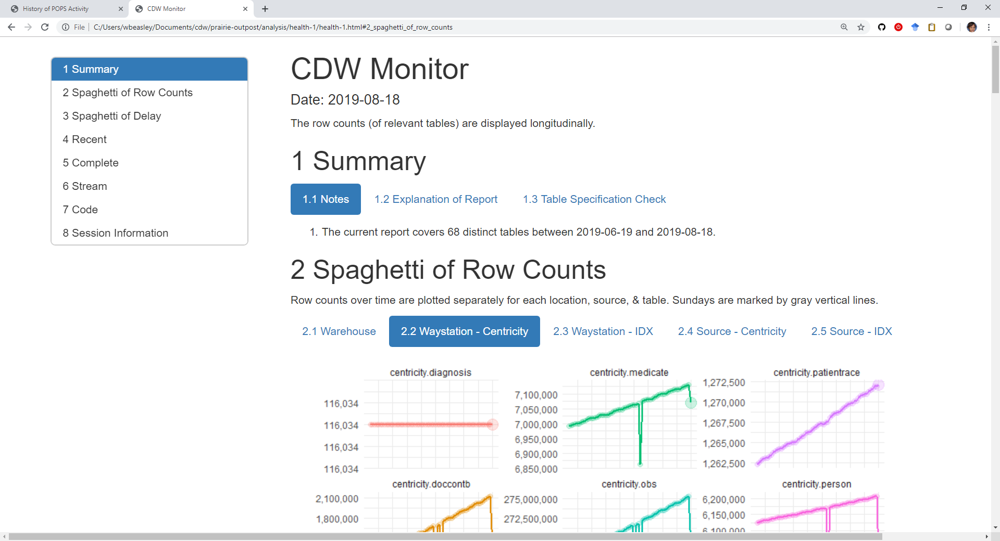 History of POPS Activity
CDW Monitor
File
C:/Users/wbeasley/Documents/cdw/prairie-outpost/analysis/health-1/health-1.html#2_spaghetti_of_row_counts
1 Summary
2 Spaghetti of Row Counts
3 Spaghetti of Delay
4 Recent
5 Complete
6 Stream
7 Code
8 Session Information
CDW Monitor
Date: 2019-08-18
The row counts (of relevant tables) are displayed longitudinally.
1 Summary
1.1 Notes
1.2 Explanation of Report
1.3 Table Specification Check
1. The current report covers 68 distinct tables between 2019-06-19 and 2019-08-18.
2 Spaghetti of Row Counts
Row counts over time are plotted separately for each location, source, & table. Sundays are marked by gray vertical lines.
2.1 Warehouse
2.2 Waystation - Centricity
2.3 Waystation - IDX
2.4 Source - Centricity
2.5 Source - IDX
centricity.diagnosis
116,034
116,034
116,034
116,034
centricity.medicate
7,100,000
7,050,000
7,000,000
6,950,000
6,900,000
6,850,000
centricity.patientrace
1,272,500
1,270,000
1,267,500
1,265,000
1,262,500
centricity.doccontb
2,100,000
1,800,000
centricity.obs
275,000,000
272,500,000
centricity.person
6,200,000
6,150,000
6,100,000